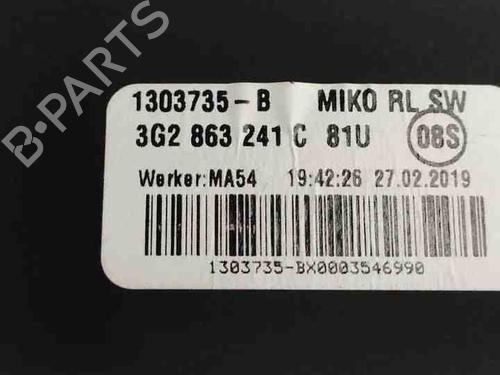 B-PARTS
1303735-B MIKO RL SW
3G2 863 241 C 81U 08S
Werker:MA54 19:42:26 27.02.2019
1303735-BX0003546990
B-PARTS